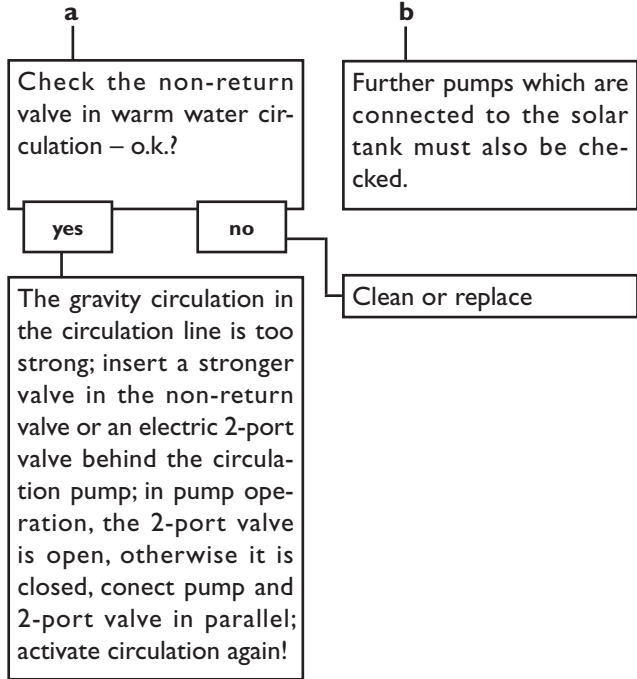 a
Check the non-return
valve in warm water cir-
culation – o.k.?
yes
no
The gravity circulation in
the circulation line is too
strong; insert a stronger
valve in the non-return
valve or an electric 2-port
valve behind the circula-
tion pump; in pump ope-
ration, the 2-port valve
is open, otherwise it is
closed, conect pump and
2-port valve in parallel;
activate circulation again!
b
Further pumps which are
connected to the solar
tank must also be che-
cked.
Clean or replace